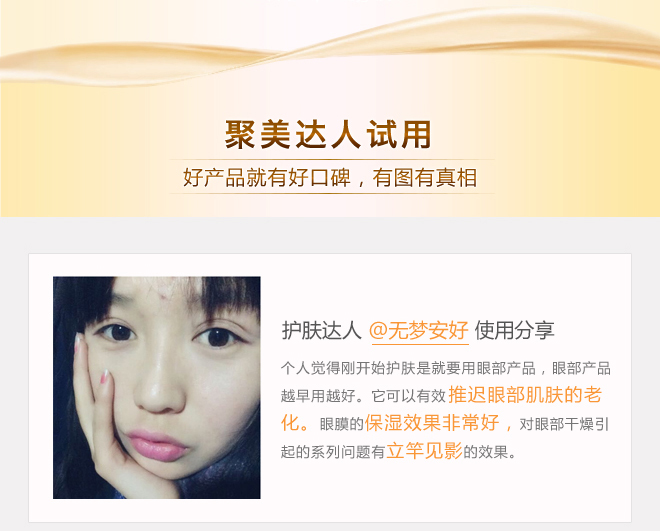 聚美达人试用
好产品就有好口碑，有图有真相
护肤达人 @无梦安好 使用分享
个人觉得刚开始护肤是就要用眼部产品，眼部产品
越早用越好。它可以有效推迟眼部肌肤的老
化。眼膜的保湿效果非常好，对眼部干燥引
起的系列问题有立竿见影的效果。